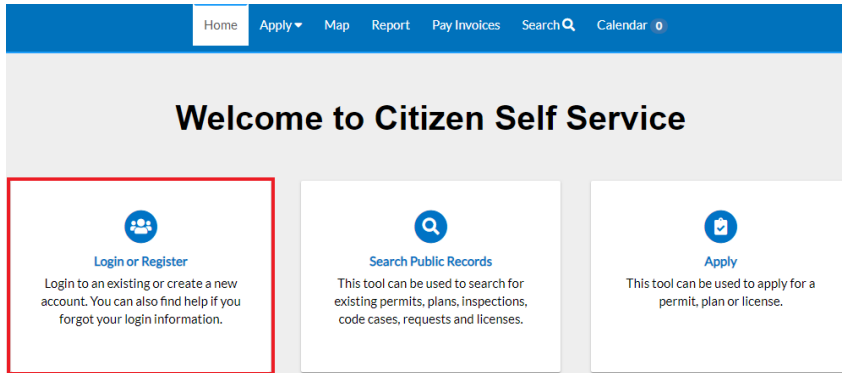 Home Apply Map Report Pay Invoices Search Calendar 0
Welcome to Citizen Self Service
Login or Register
Login to an existing or create a new
account. You can also find help if you
forgot your login information.
Search Public Records
This tool can be used to search for
existing permits, plans, inspections,
code cases, requests and licenses.
Apply
This tool can be used to apply for a
permit, plan or license.